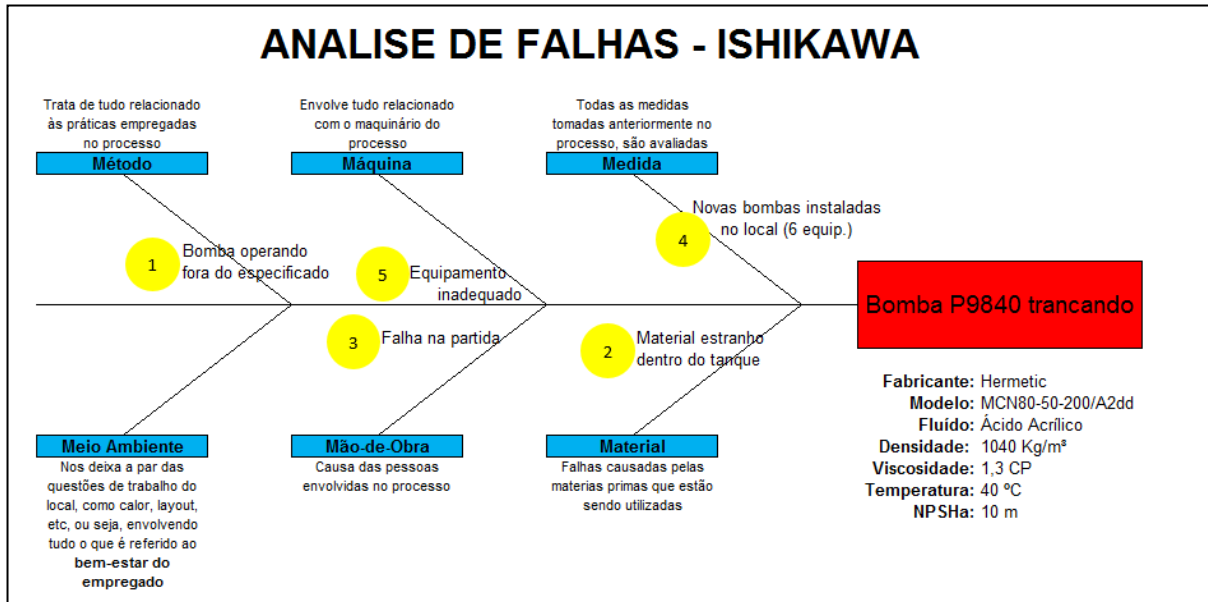 ANALISE DE FALHAS - ISHIKAWA
Trata de tudo relacionado
às práticas empregadas
no processo
Método
Envolve tudo relacionado
com o maquinário do
processo
Máquina
Todas as medidas
tomadas anteriormente no
processo, são avaliadas
Medida
1
Bomba operando
fora do especificado
5
Equipamento
inadequado
4
Novas bombas instaladas
no local (6 equip.)
Bomba P9840 trancando
3
Falha na partida
2
Material estranho
dentro do tanque
Meio Ambiente
Nos deixa a par das
questões de trabalho do
local, como calor, layout,
etc, ou seja, envolvendo
tudo o que é referido ao
bem-estar do
empregado
Mão-de-Obra
Causa das pessoas
envolvidas no processo
Material
Falhas causadas pelas
materias primas que estão
sendo utilizadas
Fabricante: Hermetic
Modelo: MCN80-50-200/A2dd
Fluído: Ácido Acrílico
Densidade: 1040 Kg/m³
Viscosidade: 1,3 CP
Temperatura: 40 ºC
NPSHa: 10 m